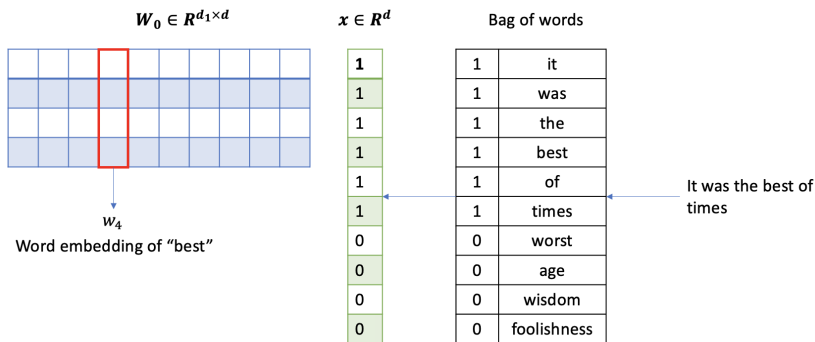 W₀ ∈ R^{d₁×d} x ∈ R^d Bag of words
1 1 it
1 1 was
1 1 the
1 1 best
1 1 of
1 1 times
0 0 worst
0 0 age
0 0 wisdom
0 0 foolishness
w₄
Word embedding of “best”
It was the best of
times